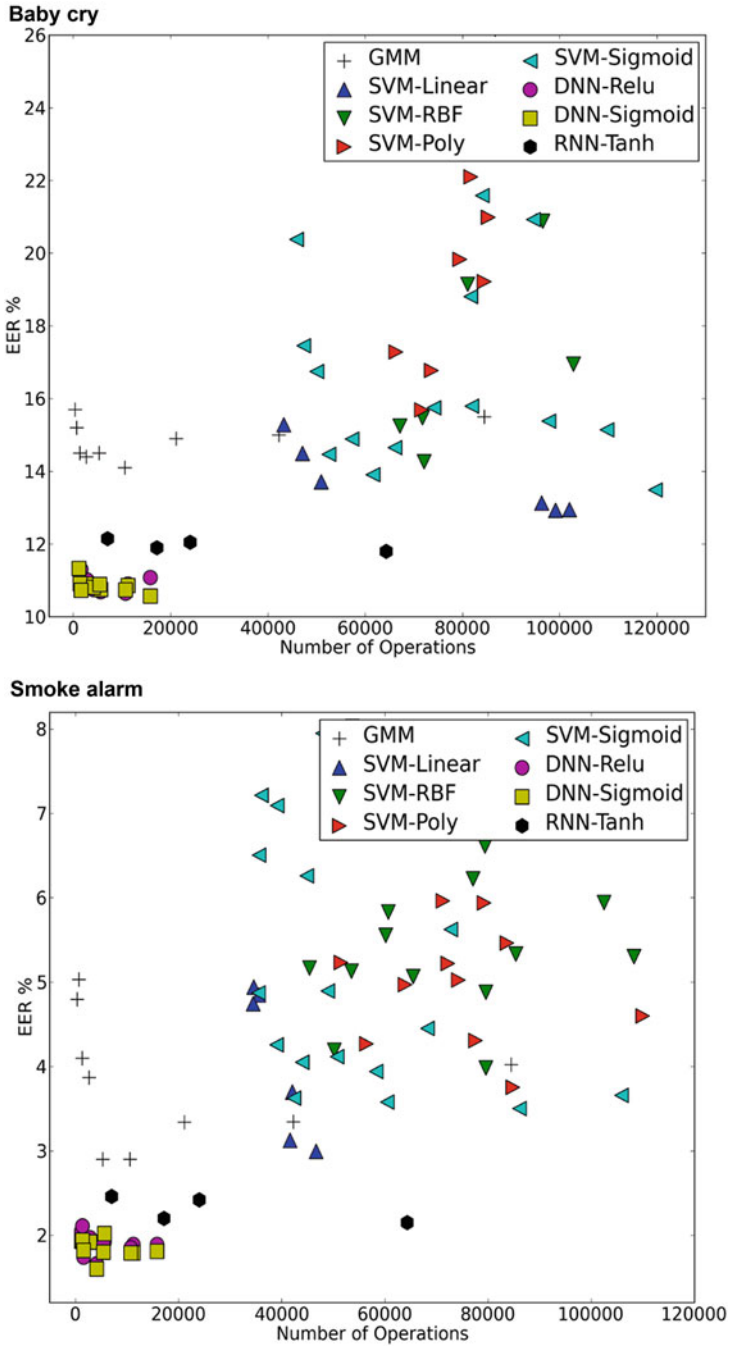 Baby cry
26
24
22
20
18
16
14
12
10
EER %
GMM
SVM-Linear
SVM-RBF
SVM-Poly
SVM-Sigmoid
DNN-Relu
DNN-Sigmoid
RNN-Tanh
0 20000 40000 60000 80000 100000 120000
Number of Operations
Smoke alarm
8
7
6
5
4
3
2
EER %
GMM
SVM-Linear
SVM-RBF
SVM-Poly
SVM-Sigmoid
DNN-Relu
DNN-Sigmoid
RNN-Tanh
0 20000 40000 60000 80000 100000 120000
Number of Operations